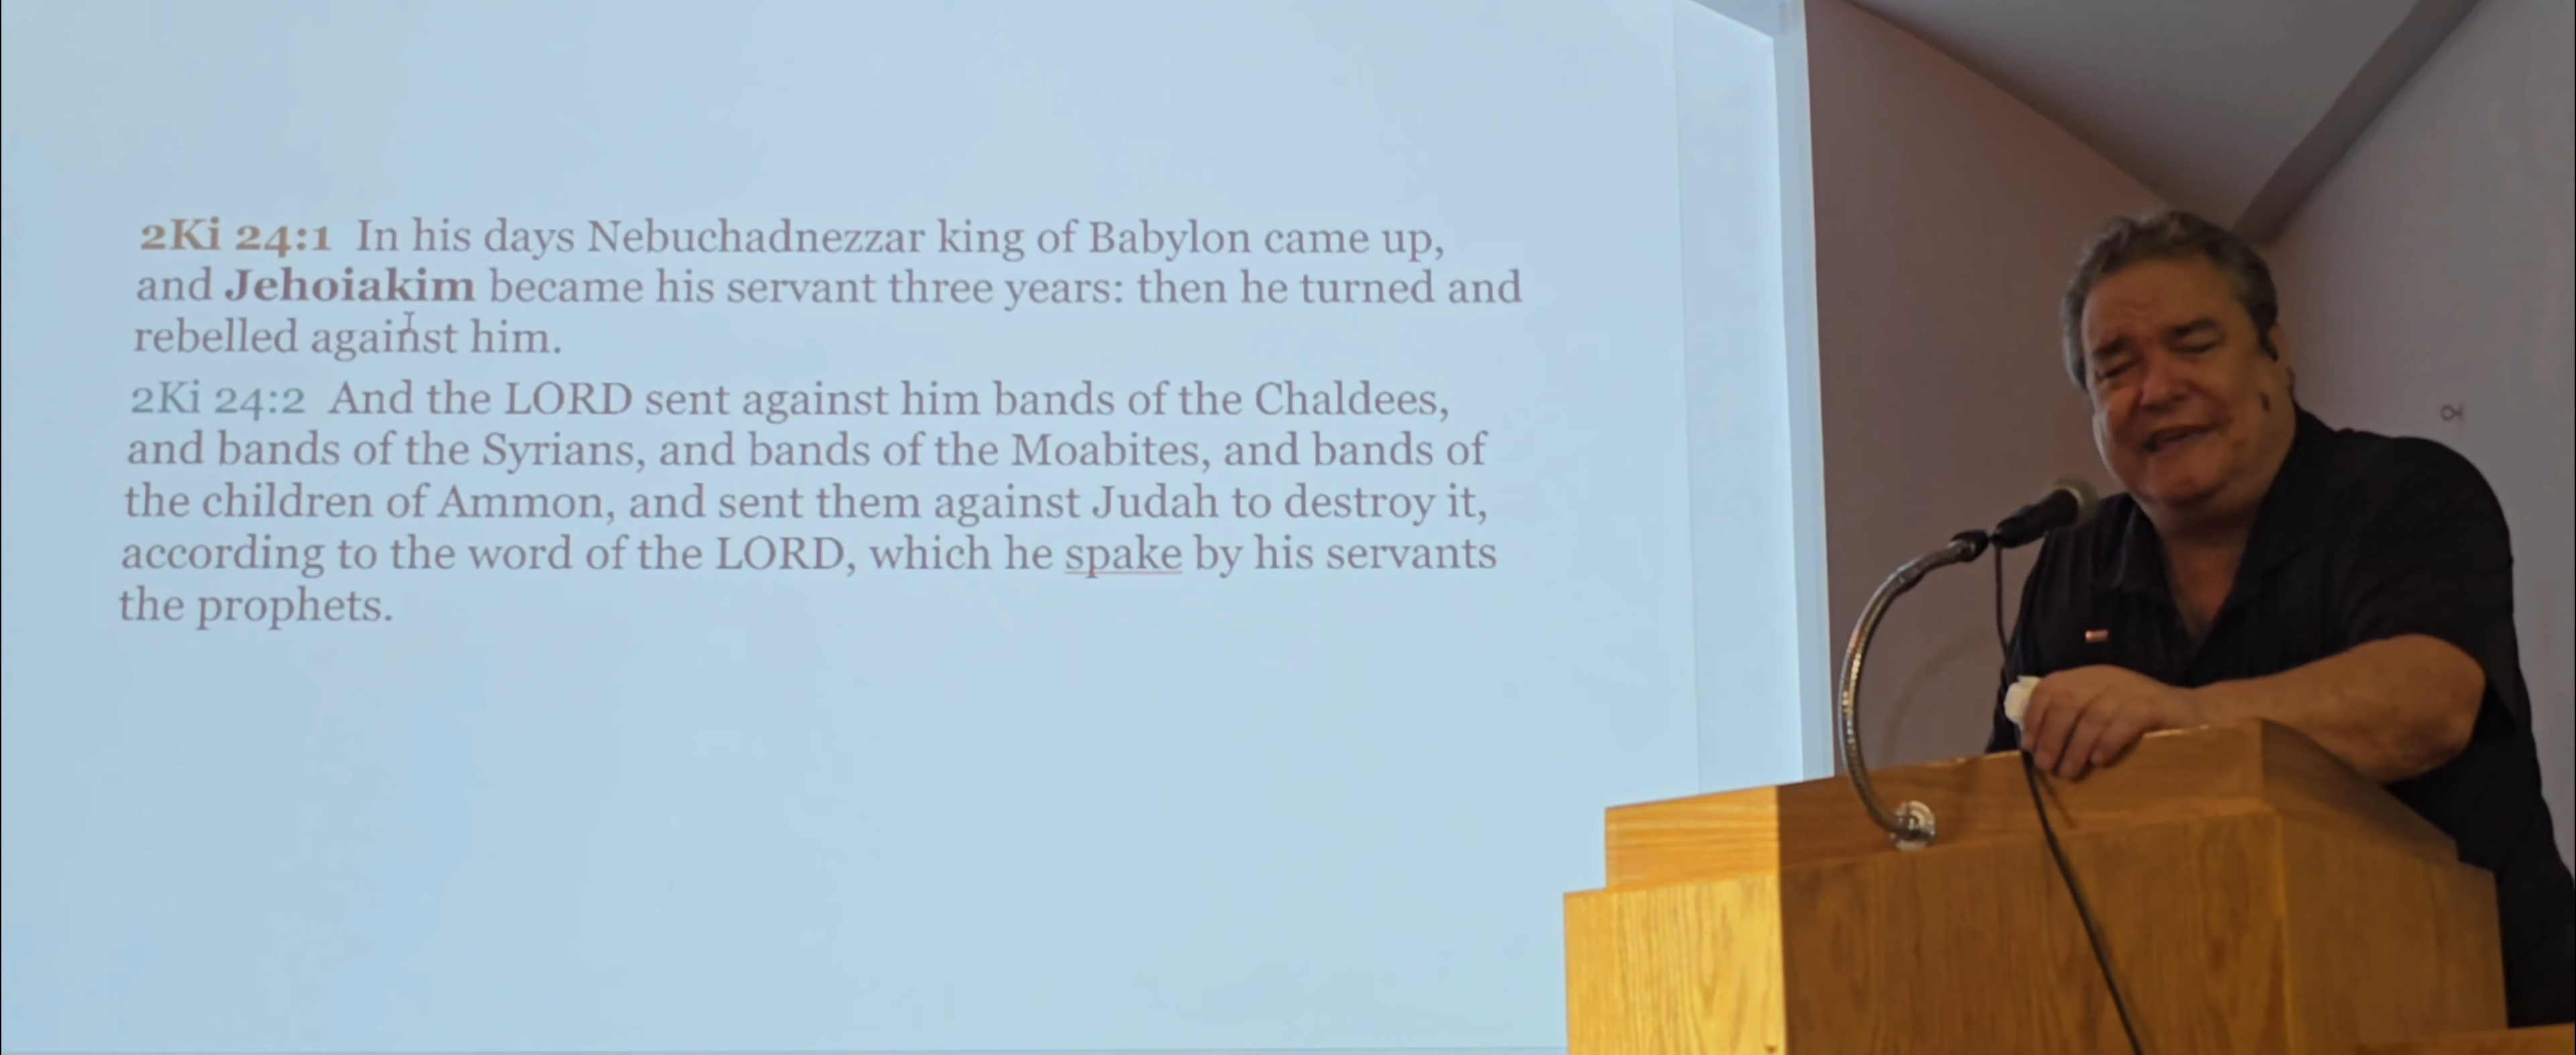 2Ki 24:1 In his days Nebuchadnezzar king of Babylon came up,
and Jehoiakim became his servant three years: then he turned and
rebelled against him.
2Ki 24:2 And the LORD sent against him bands of the Chaldees,
and bands of the Syrians, and bands of the Moabites, and bands of
the children of Ammon, and sent them against Judah to destroy it,
according to the word of the LORD, which he spake by his servants
the prophets.